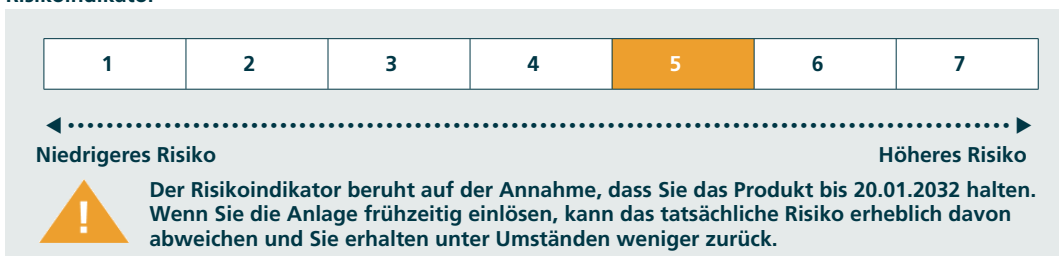 Risikoindikator
1 2 3 4 5 6 7
Niedrigeres Risiko Höheres Risiko
!
Der Risikoindikator beruht auf der Annahme, dass Sie das Produkt bis 20.01.2032 halten.
Wenn Sie die Anlage frühzeitig einlösen, kann das tatsächliche Risiko erheblich davon
abweichen und Sie erhalten unter Umständen weniger zurück.